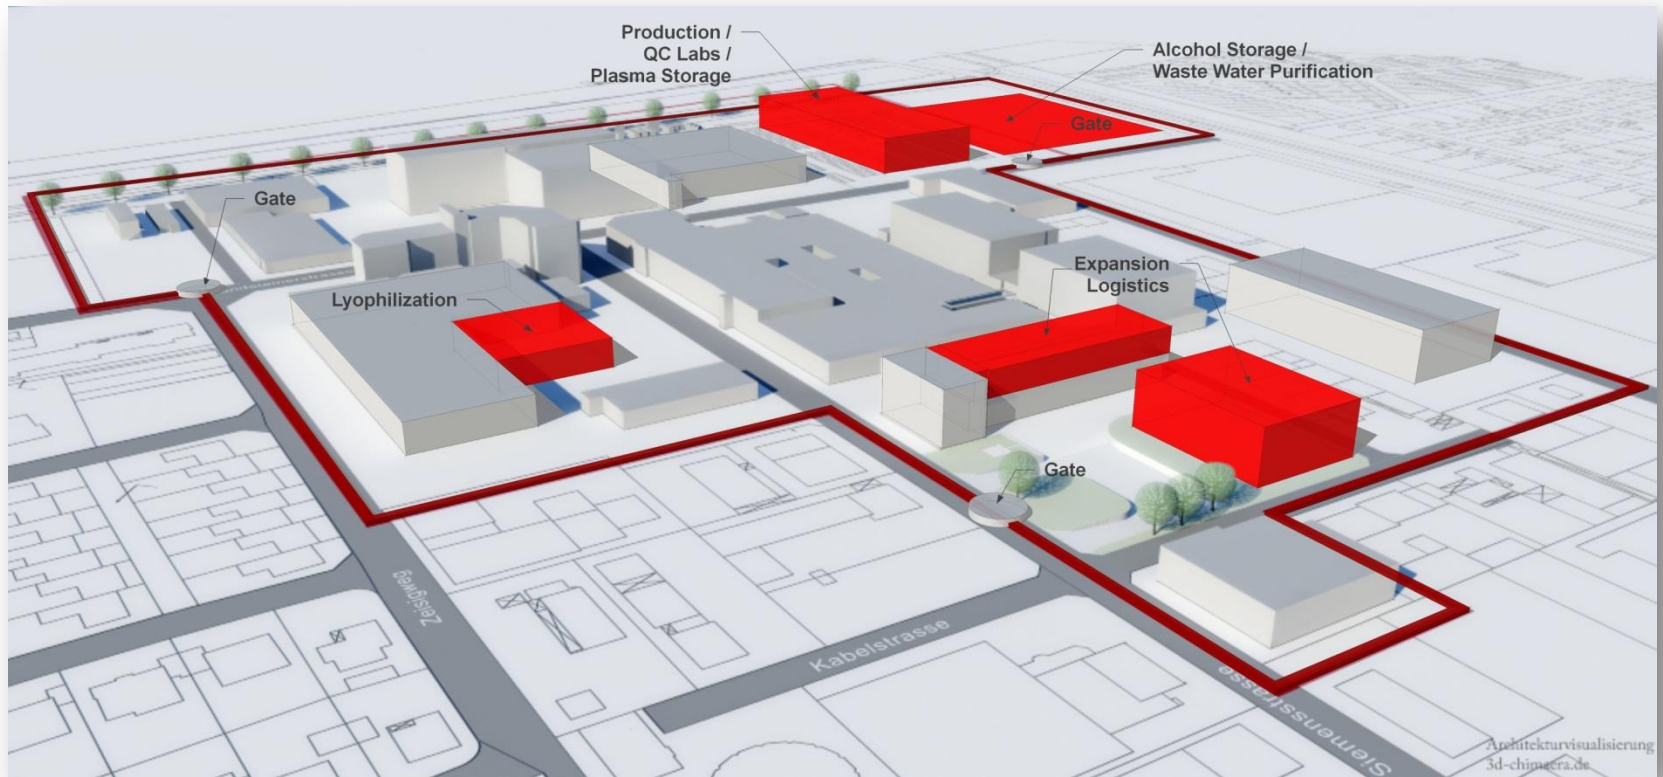 Production /
QC Labs /
Plasma Storage
Alcohol Storage /
Waste Water Purification
Gate
Gate
Expansion
Logistics
Lyophilization
Gate
Zeisigweg
Kabelstrasse
Siemensstrasse
Architekturvisualisierung
3d-chimaera.de